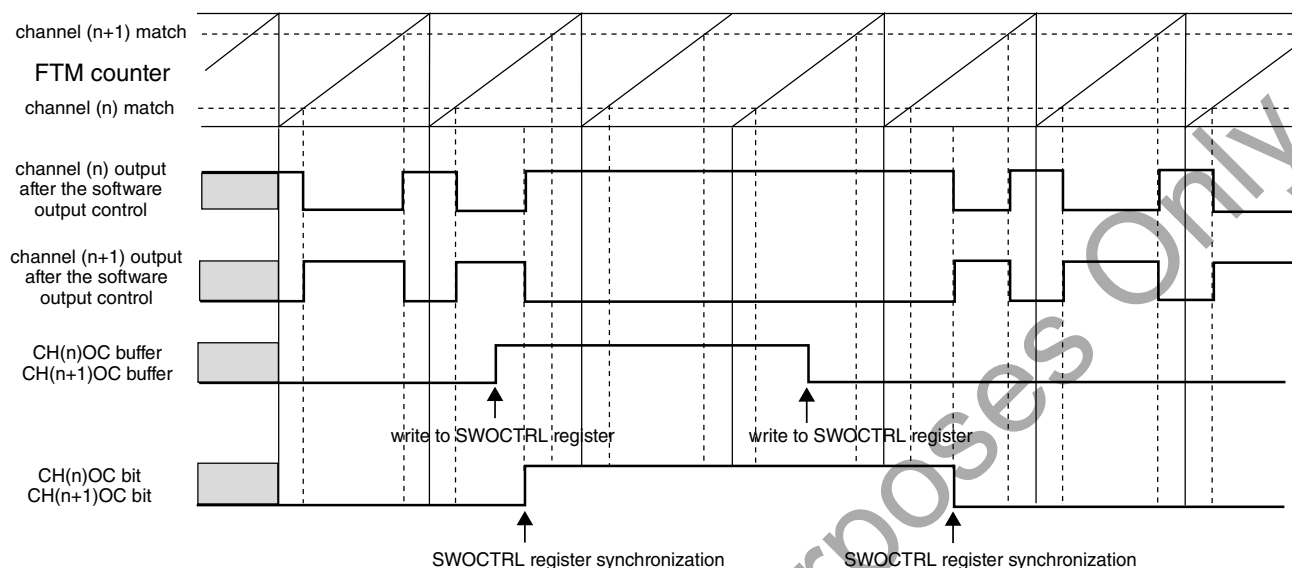 channel (n+1) match
FTM counter
channel (n) match
channel (n) output
after the software
output control
channel (n+1) output
after the software
output control
CH(n)OC buffer
CH(n+1)OC buffer
write to SWOCTRL register
write to SWOCTRL register
CH(n)OC bit
CH(n+1)OC bit
SWOCTRL register synchronization
SWOCTRL register synchronization
rposes Only